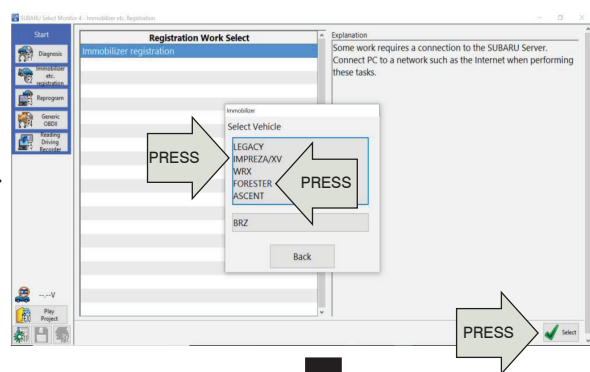 SUBARU Select Monitor 4 - Immobilizer etc. Registration
Start
Diagnosis
Immobilizer
etc.
registration
Reprogram
Generic
OBDII
Reading
Driving
Recorder
--.--V
Play
Project
Registration Work Select
Immobilizer registration
Explanation
Some work requires a connection to the SUBARU Server.
Connect PC to a network such as the Internet when performing
these tasks.
Immobilizer
Select Vehicle
LEGACY
IMPREZA/XV
WRX
FORESTER
ASCENT
BRZ
Back
PRESS
PRESS
PRESS
Select